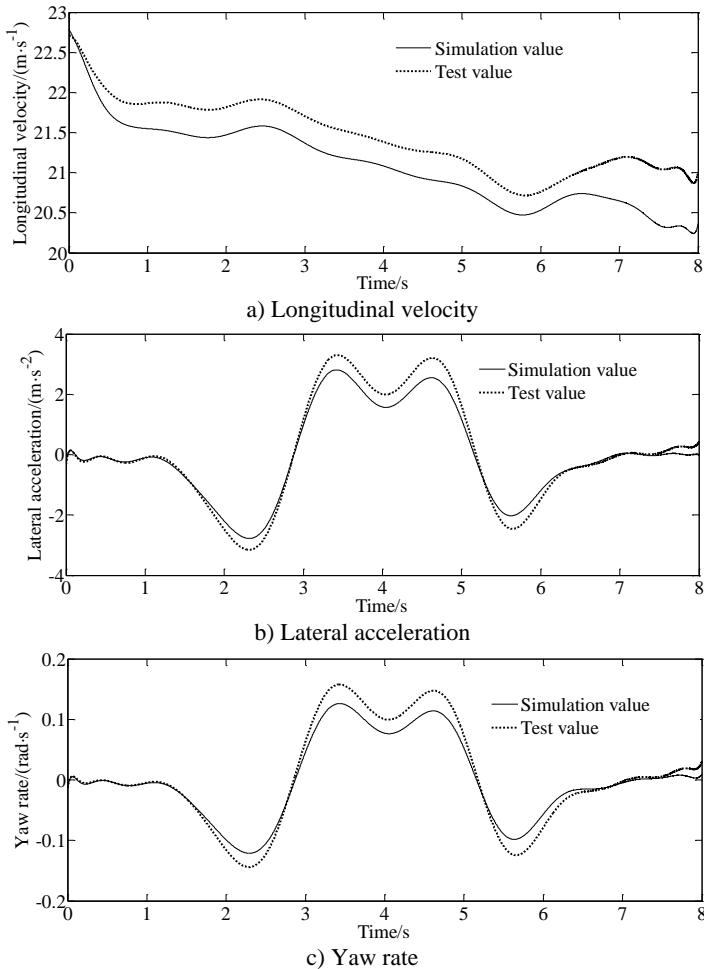 Longitudinal velocity/(m·s-1)
23
22.5
22
21.5
21
20.5
20
Simulation value
Test value
0 1 2 3 4 5 6 7 8
Time/s
a) Longitudinal velocity
Lateral acceleration/(m·s-2)
4
2
0
-2
-4
Simulation value
Test value
0 1 2 3 4 5 6 7 8
Time/s
b) Lateral acceleration
Yaw rate/(rad·s-1)
0.2
0.1
0
-0.1
-0.2
Simulation value
Test value
0 1 2 3 4 5 6 7 8
Time/s
c) Yaw rate